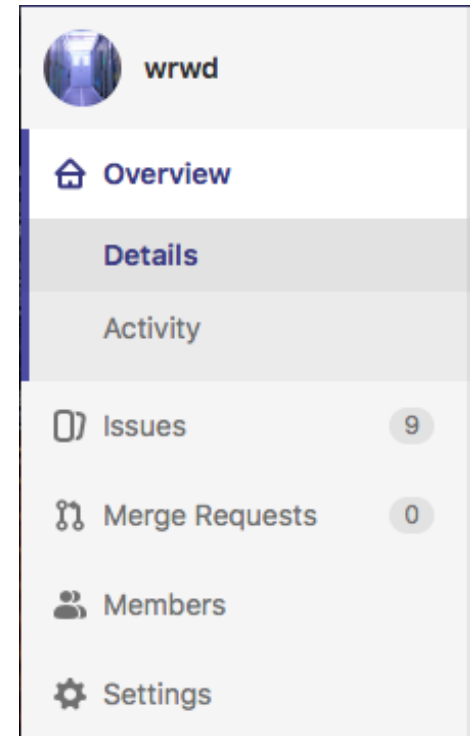 wrwd
Overview
Details
Activity
Issues 9
Merge Requests 0
Members
Settings